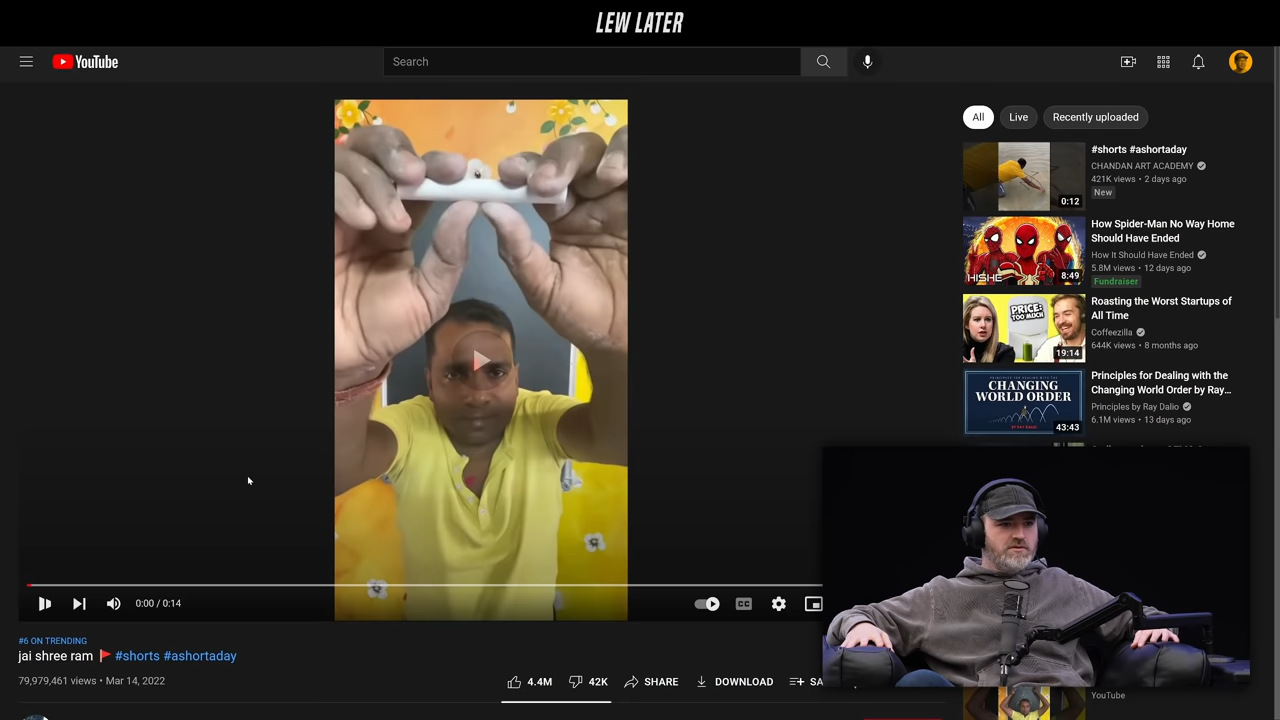 LEW LATER
YouTube
Search
All
Live
Recently uploaded
#shorts #ashortaday
CHANDAN ART ACADEMY
421K views • 2 days ago
New
0:12
How Spider-Man No Way Home
Should Have Ended
How It Should Have Ended
5.8M views • 12 days ago
Fundraiser
HISHE
8:49
Roasting the Worst Startups of
All Time
Coffeezilla
644K views • 8 months ago
PRICE:
TOO MUCH
19:14
Principles for Dealing with the
Changing World Order by Ray...
Principles by Ray Dalio
6.1M views • 13 days ago
CHANGING
WORLD ORDER
43:43
0:00 / 0:14
CC
#6 ON TRENDING
jai shree ram 🚩 #shorts #ashortaday
79,979,461 views • Mar 14, 2022
4.4M
42K
SHARE
DOWNLOAD
SA
YouTube